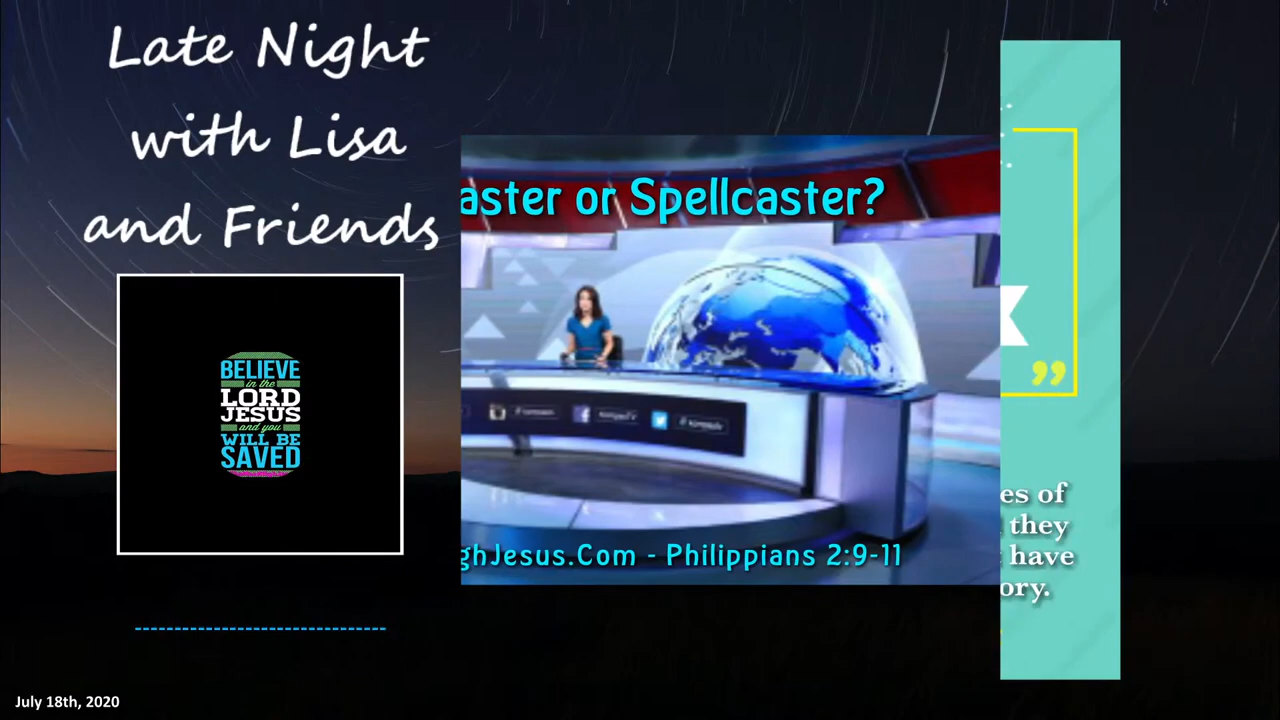 Late Night
with Lisa
and Friends
BELIEVE
in the
LORD
JESUS
and you
WILL BE
SAVED
aster or Spellcaster?
ghJesus.Com - Philippians 2:9-11
”
es of
they
have
ory.
------------------------------
July 18th, 2020